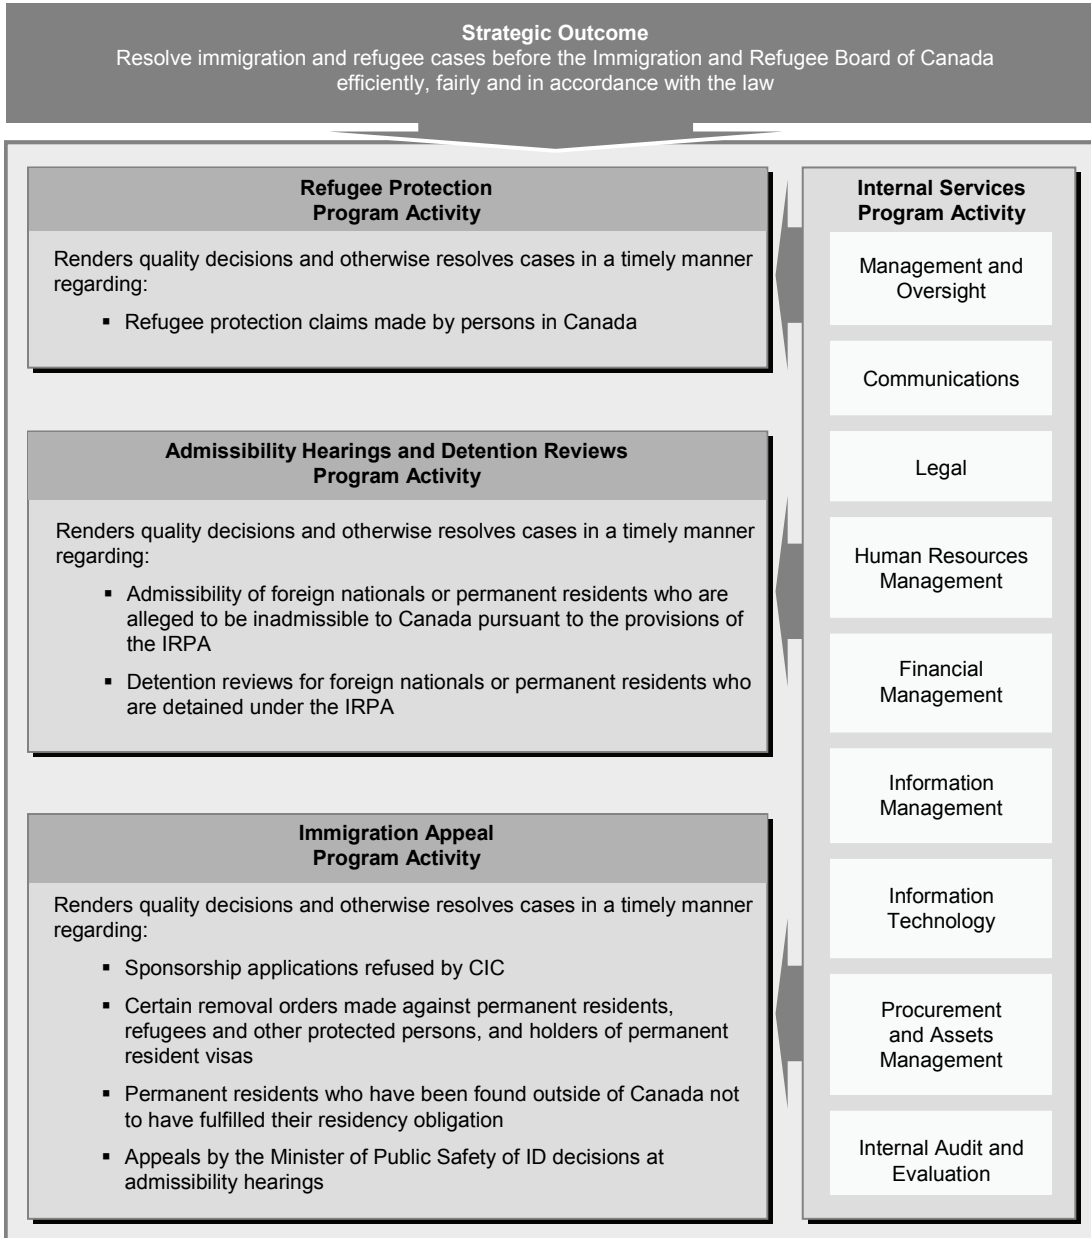 Strategic Outcome
Resolve immigration and refugee cases before the Immigration and Refugee Board of Canada
efficiently, fairly and in accordance with the law
Refugee Protection
Program Activity
Renders quality decisions and otherwise resolves cases in a timely manner
regarding:
▪ Refugee protection claims made by persons in Canada
Admissibility Hearings and Detention Reviews
Program Activity
Renders quality decisions and otherwise resolves cases in a timely manner
regarding:
▪ Admissibility of foreign nationals or permanent residents who are
alleged to be inadmissible to Canada pursuant to the provisions of
the IRPA
▪ Detention reviews for foreign nationals or permanent residents who
are detained under the IRPA
Immigration Appeal
Program Activity
Renders quality decisions and otherwise resolves cases in a timely manner
regarding:
▪ Sponsorship applications refused by CIC
▪ Certain removal orders made against permanent residents,
refugees and other protected persons, and holders of permanent
resident visas
▪ Permanent residents who have been found outside of Canada not
to have fulfilled their residency obligation
▪ Appeals by the Minister of Public Safety of ID decisions at
admissibility hearings
Internal Services
Program Activity
Management and
Oversight
Communications
Legal
Human Resources
Management
Financial
Management
Information
Management
Information
Technology
Procurement
and Assets
Management
Internal Audit and
Evaluation